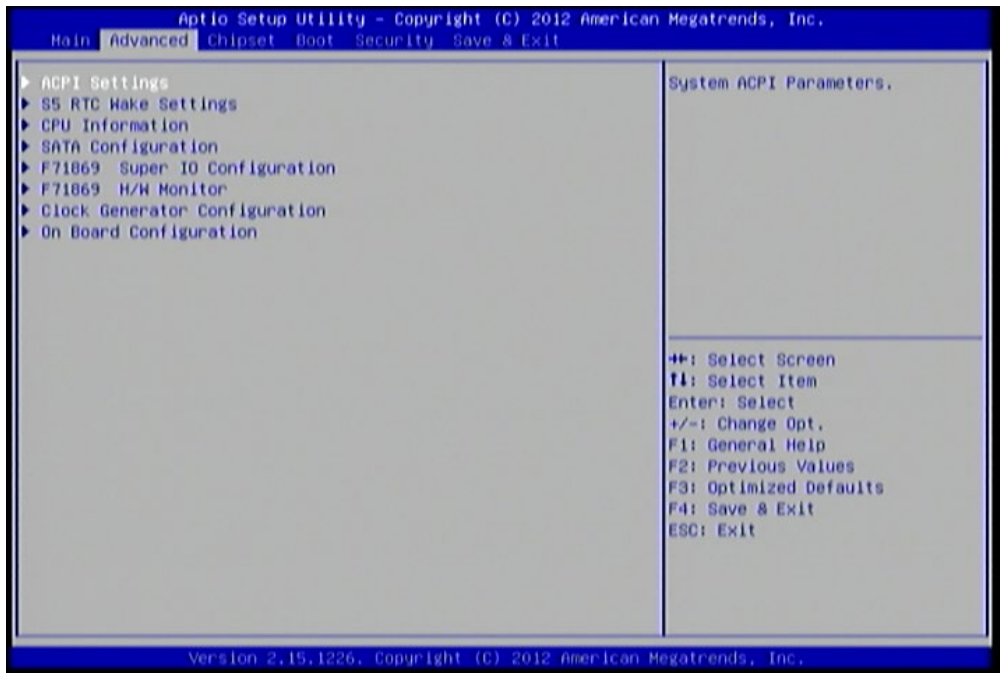 Aptio Setup Utility - Copyright (C) 2012 American Megatrends, Inc.
Main Advanced Chipset Boot Security Save & Exit
ACPI Settings
S5 RTC Wake Settings
CPU Information
SATA Configuration
F71869 Super IO Configuration
F71869 H/W Monitor
Clock Generator Configuration
On Board Configuration
System ACPI Parameters.
→←: Select Screen
↑↓: Select Item
Enter: Select
+/-: Change Opt.
F1: General Help
F2: Previous Values
F3: Optimized Defaults
F4: Save & Exit
ESC: Exit
Version 2.15.1226. Copyright (C) 2012 American Megatrends, Inc.